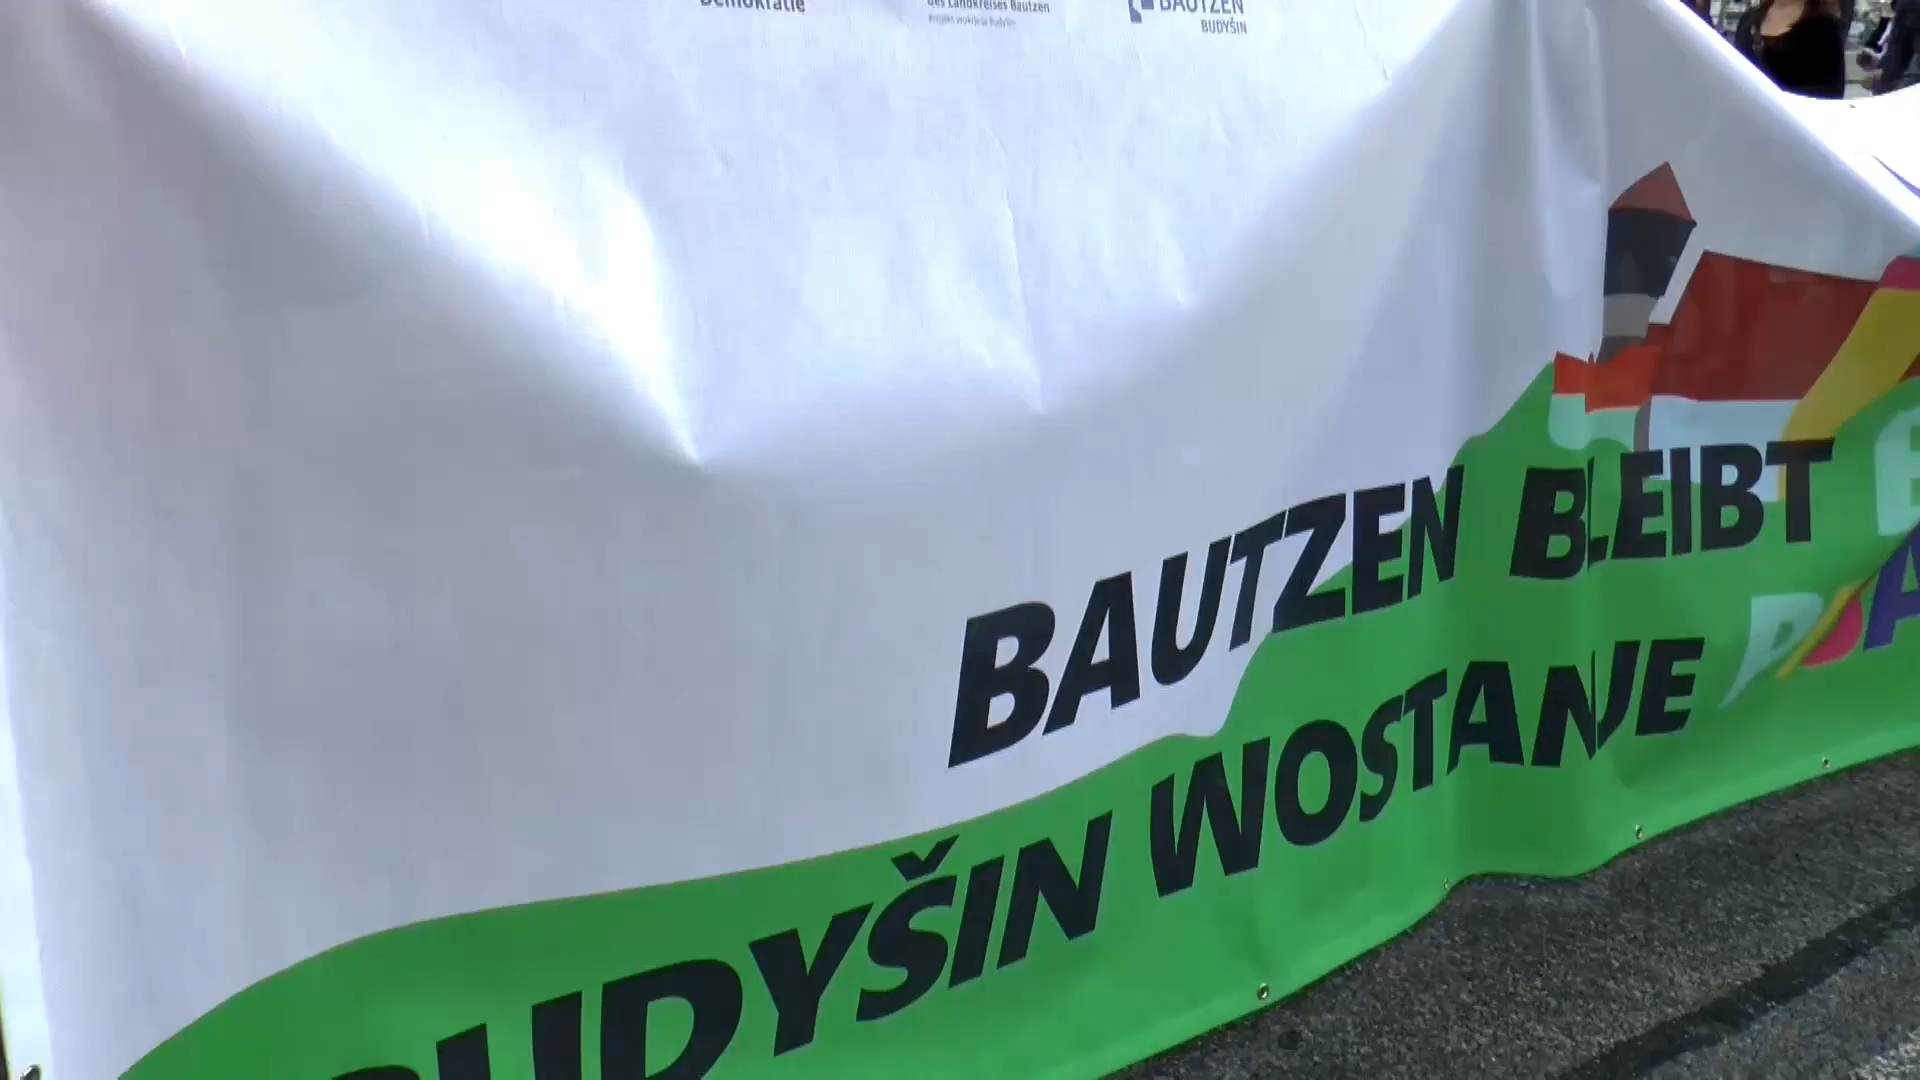 Demokratie
des Landkreises Bautzen
BAUTZEN
BUDYŠIN
BAUTZEN BLEIBT
BUDYŠIN WOSTANJE